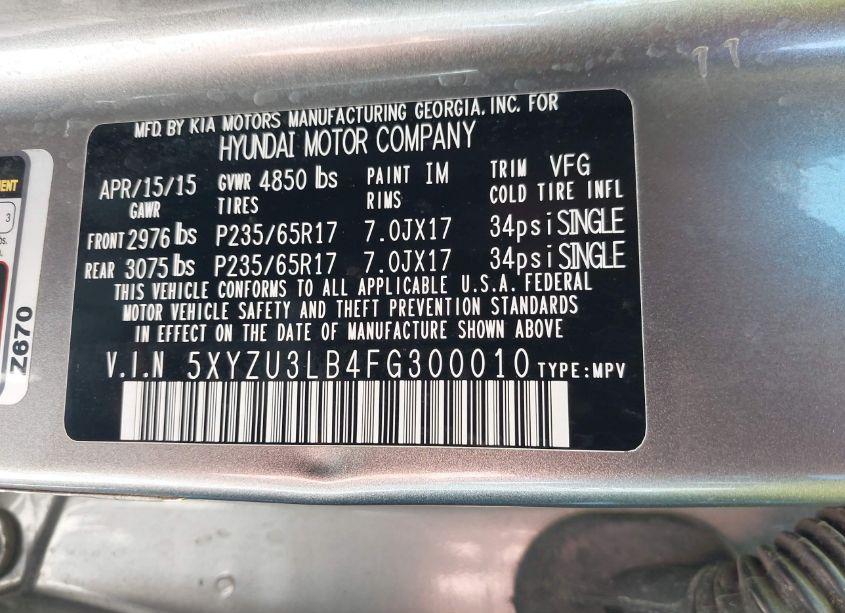 MFD. BY KIA MOTORS MANUFACTURING GEORGIA, INC. FOR
HYUNDAI MOTOR COMPANY
APR/15/15 GVWR 4850 lbs PAINT IM TRIM VFG
GAWR TIRES RIMS COLD TIRE INFL
FRONT 2976 lbs P235/65R17 7.0JX17 34psi SINGLE
REAR 3075 lbs P235/65R17 7.0JX17 34psi SINGLE
THIS VEHICLE CONFORMS TO ALL APPLICABLE U.S.A. FEDERAL
MOTOR VEHICLE SAFETY AND THEFT PREVENTION STANDARDS
IN EFFECT ON THE DATE OF MANUFACTURE SHOWN ABOVE
V.I.N 5XYZU3LB4FG300010 TYPE:MPV
3
Z670